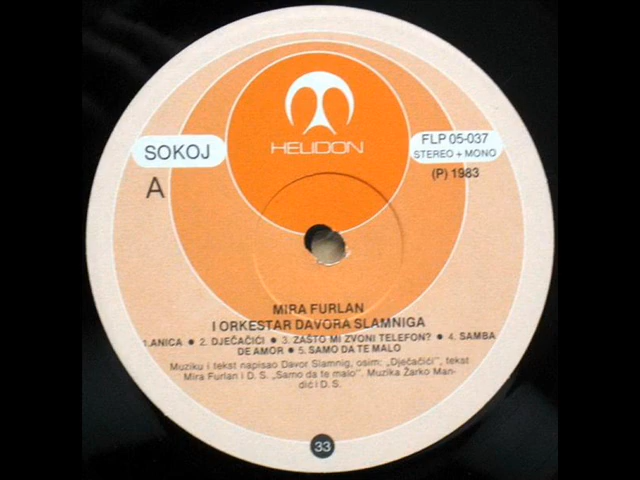 HELIDON
SOKOJ
FLP 05-037
STEREO + MONO
A
(P) 1983
MIRA FURLAN
I ORKESTAR DAVORA SLAMNIGA
1.ANICA ● 2. DJEČAČIĆI ● 3. ZAŠTO MI ZVONI TELEFON? ● 4. SAMBA
DE AMOR ● 5. SAMO DA TE MALO
Muziku i tekst napisao Davor Slamnig, osim: „Dječačići”, tekst
Mira Furlan i D. S. „Samo da te malo”. Muzika Žarko Man-
dić i D. S.
33